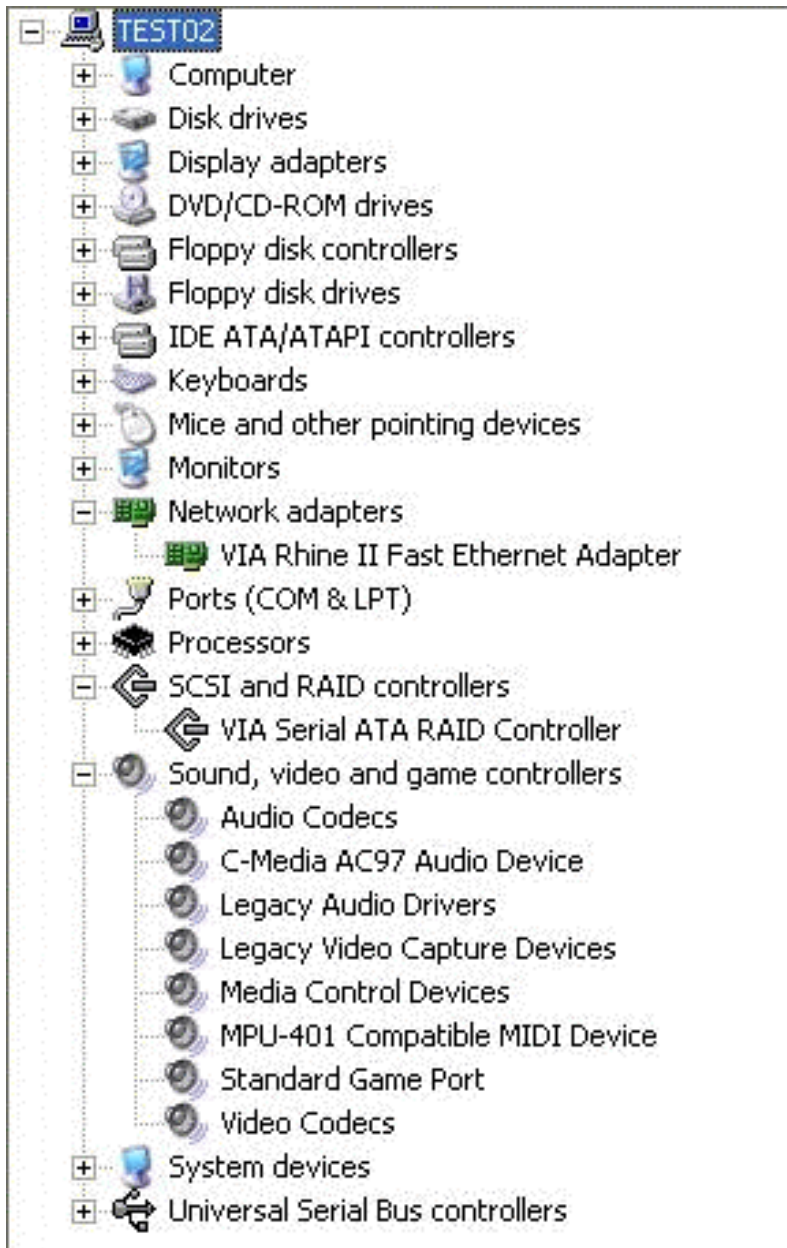 TEST02
Computer
Disk drives
Display adapters
DVD/CD-ROM drives
Floppy disk controllers
Floppy disk drives
IDE ATA/ATAPI controllers
Keyboards
Mice and other pointing devices
Monitors
Network adapters
VIA Rhine II Fast Ethernet Adapter
Ports (COM & LPT)
Processors
SCSI and RAID controllers
VIA Serial ATA RAID Controller
Sound, video and game controllers
Audio Codecs
C-Media AC97 Audio Device
Legacy Audio Drivers
Legacy Video Capture Devices
Media Control Devices
MPU-401 Compatible MIDI Device
Standard Game Port
Video Codecs
System devices
Universal Serial Bus controllers